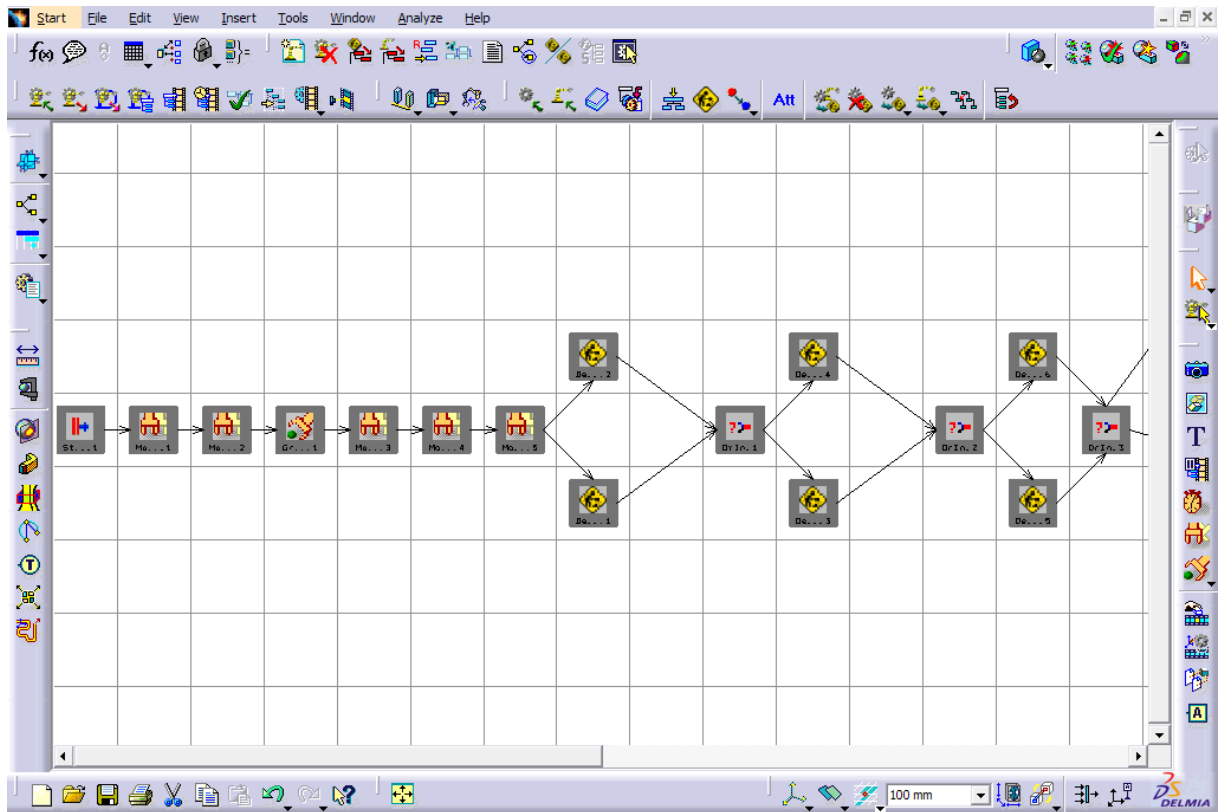 Start File Edit View Insert Tools Window Analyze Help
f(x)
Att
De...2
De...4
De...6
St...1 Mo...1 Mo...2 Gr...1 Mo...3 Mo...4 Mo...5 OrIn.1 OrIn.2 OrIn.3
De...1
De...3
De...5
T
T
A
100 mm
DELMIA